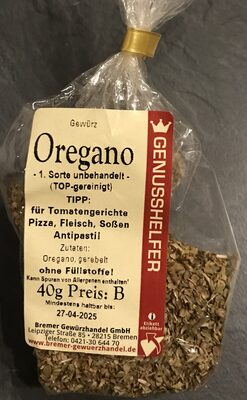 Gewürz
Oregano
- 1. Sorte unbehandelt -
(TOP-gereinigt)
TIPP:
für Tomatengerichte
Pizza, Fleisch, Soßen
Antipasti!
Zutaten:
Oregano, gerebelt
ohne Füllstoffe!
Kann Spuren von Allergenen enthalten!
40g Preis: B
Mindestens haltbar bis:
27-04-2025
Bremer Gewürzhandel GmbH
Leipziger Straße 85 • 28215 Bremen
Telefon: 0421-30 644 70
www.bremer-gewuerzhandel.de
GENUSSHELFER
Etikett
abziehbar